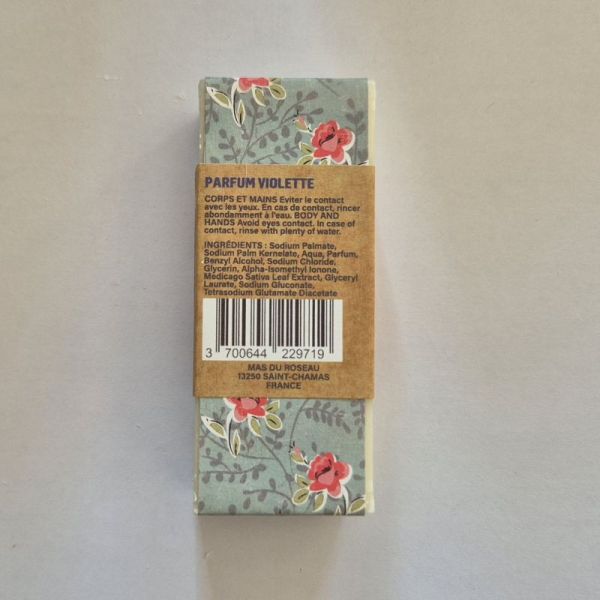 PARFUM VIOLETTE
CORPS ET MAINS Eviter le contact
avec les yeux. En cas de contact, rincer
abondamment à l'eau. BODY AND
HANDS Avoid eyes contact. In case of
contact, rinse with plenty of water.
INGRÉDIENTS : Sodium Palmate,
Sodium Palm Kernelate, Aqua, Parfum,
Benzyl Alcohol, Sodium Chloride,
Glycerin, Alpha-Isomethyl Ionone,
Medicago Sativa Leaf Extract, Glyceryl
Laurate, Sodium Gluconate,
Tetrasodium Glutamate Diacetate
3 700644 229719
MAS DU ROSEAU
13250 SAINT-CHAMAS
FRANCE